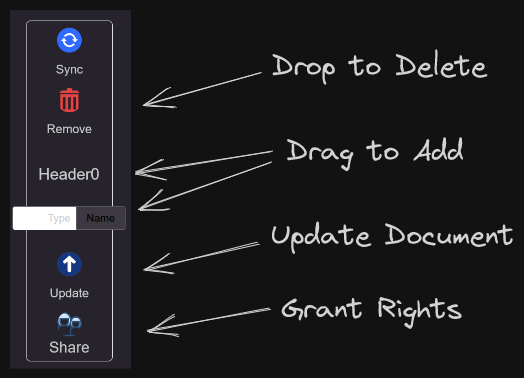 Sync
Drop to Delete
Remove
Drag to Add
Header0
Type Name
Update Document
Update
Grant Rights
Share